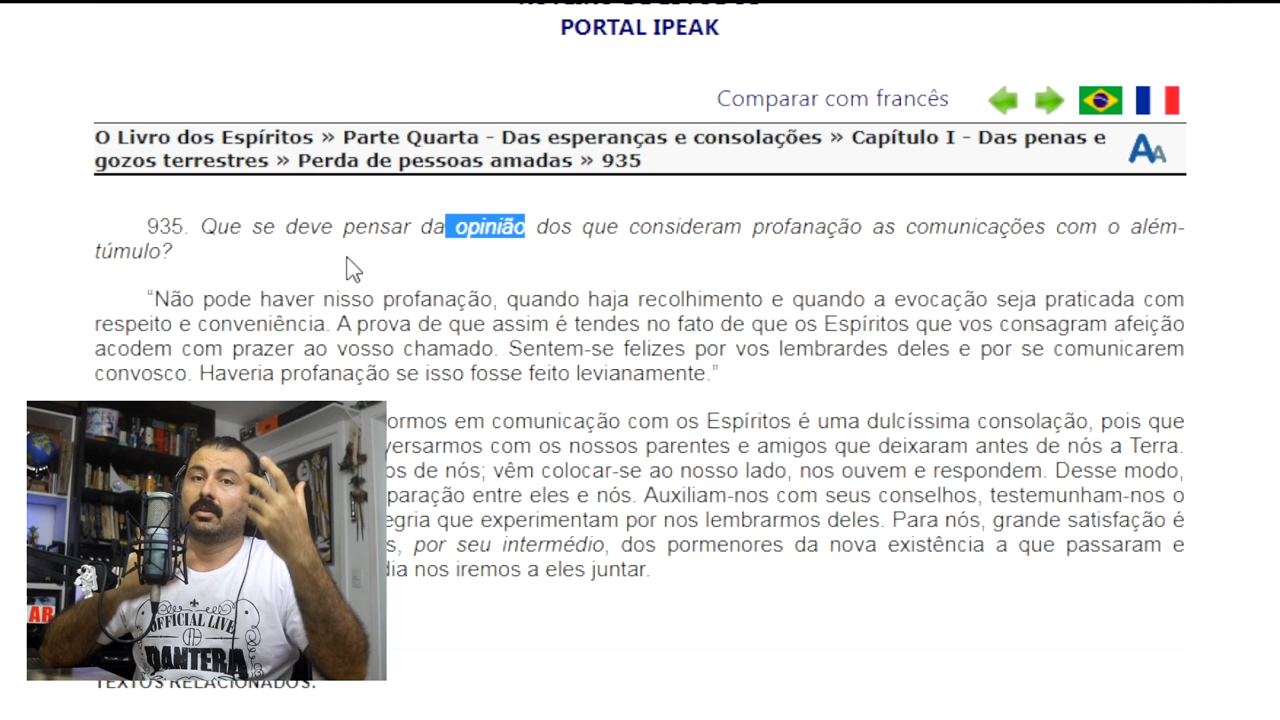 PORTAL IPEAK
Comparar com francês
O Livro dos Espíritos » Parte Quarta - Das esperanças e consolações » Capítulo I - Das penas e
gozos terrestres » Perda de pessoas amadas » 935
AA
935. Que se deve pensar da opinião dos que consideram profanação as comunicações com o além-
túmulo?
“Não pode haver nisso profanação, quando haja recolhimento e quando a evocação seja praticada com
respeito e conveniência. A prova de que assim é tendes no fato de que os Espíritos que vos consagram afeição
acodem com prazer ao vosso chamado. Sentem-se felizes por vos lembrardes deles e por se comunicarem
convosco. Haveria profanação se isso fosse feito levianamente.”
ormos em comunicação com os Espíritos é uma dulcíssima consolação, pois que
versarmos com os nossos parentes e amigos que deixaram antes de nós a Terra.
os de nós; vêm colocar-se ao nosso lado, nos ouvem e respondem. Desse modo,
paração entre eles e nós. Auxiliam-nos com seus conselhos, testemunham-nos o
egria que experimentam por nos lembrarmos deles. Para nós, grande satisfação é
s, por seu intermédio, dos pormenores da nova existência a que passaram e
dia nos iremos a eles juntar.
AR
OFFICIAL LIVE
PANTERA
TEXTOS RELACIONADOS: